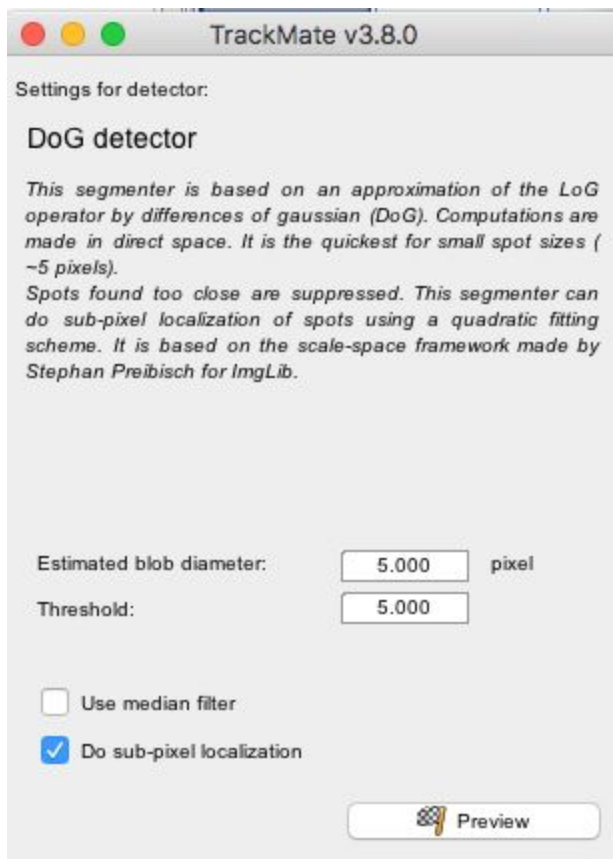 TrackMate v3.8.0
Settings for detector:
DoG detector
This segmenter is based on an approximation of the LoG
operator by differences of gaussian (DoG). Computations are
made in direct space. It is the quickest for small spot sizes (
~5 pixels).
Spots found too close are suppressed. This segmenter can
do sub-pixel localization of spots using a quadratic fitting
scheme. It is based on the scale-space framework made by
Stephan Preibisch for ImgLib.
Estimated blob diameter: 5.000 pixel
Threshold: 5.000
Use median filter
Do sub-pixel localization
Preview